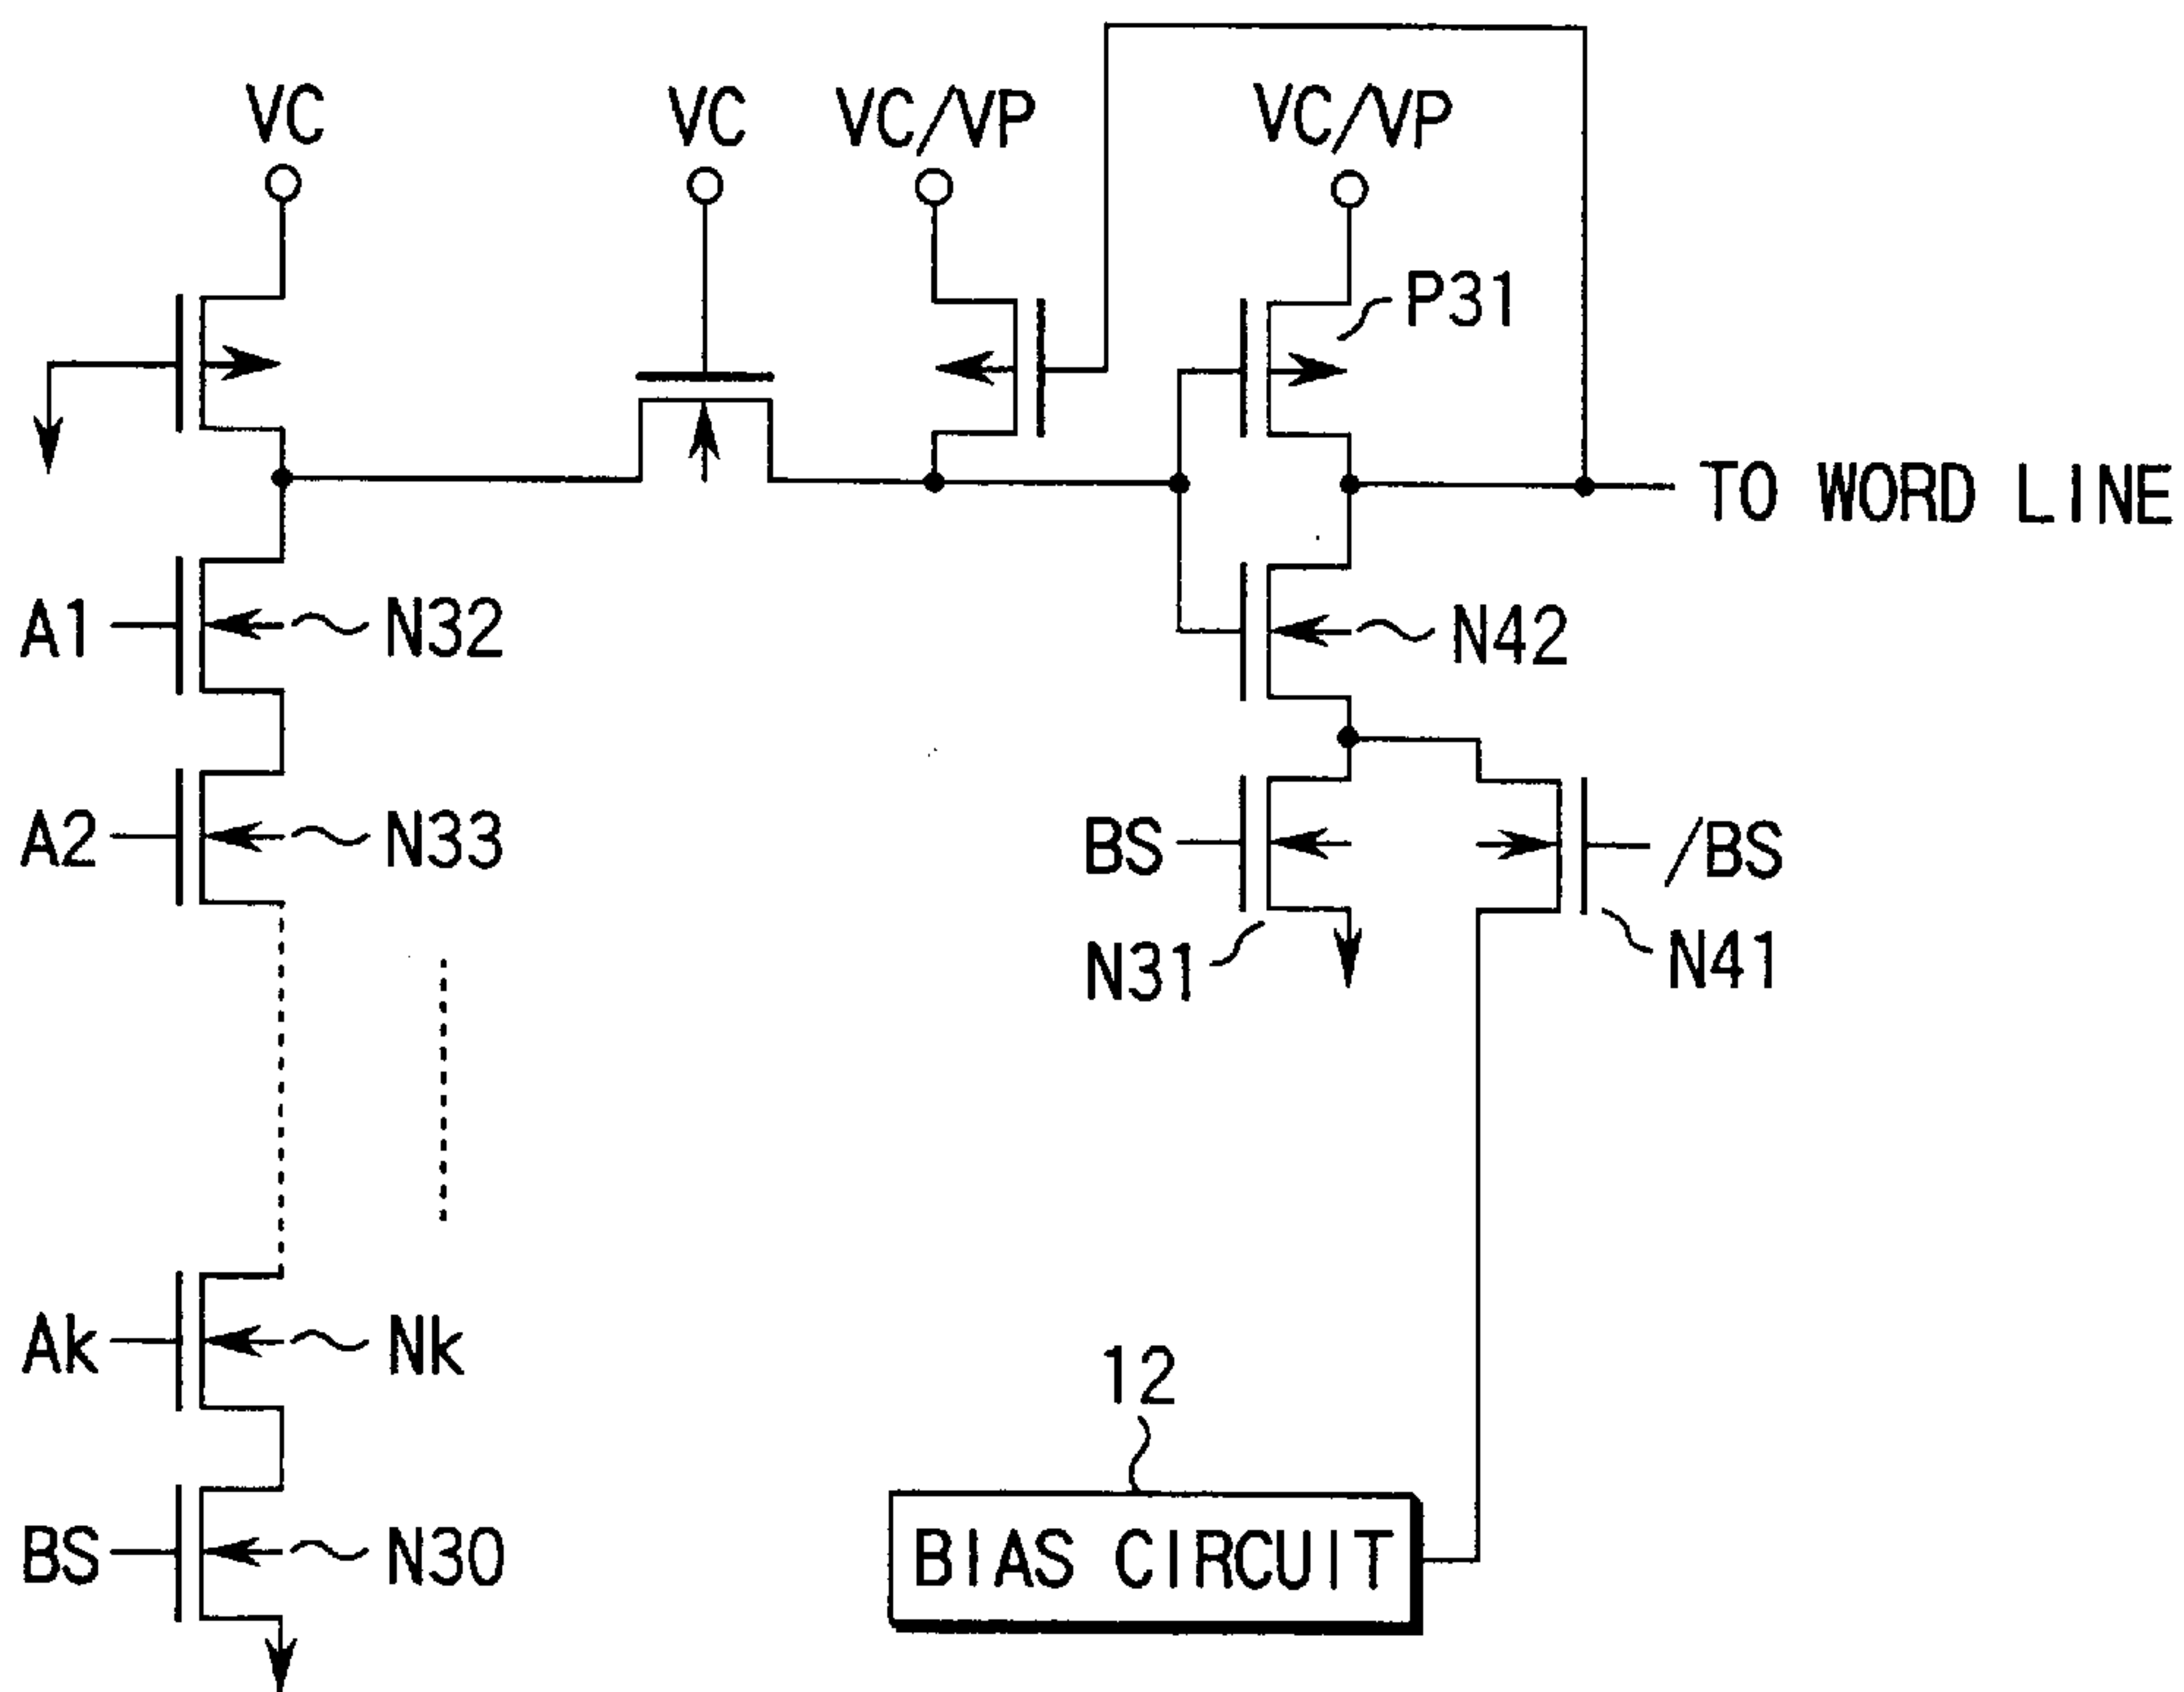 VC
VC
VC/VP
VC/VP
P31
TO WORD LINE
A1
N32
N42
A2
N33
BS
/BS
N31
N41
Ak
Nk
12
BS
N30
BIAS CIRCUIT